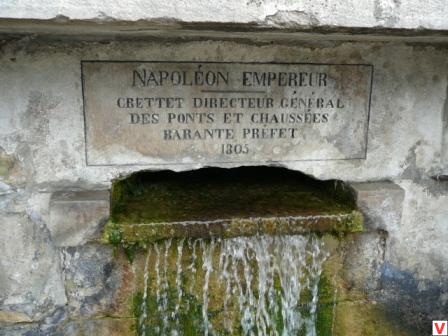 NAPOLÉON EMPEREUR
CRETTET DIRECTEUR GÉNÉRAL
DES PONTS ET CHAUSSÉES
BARANTE PRÉFET
1805
V